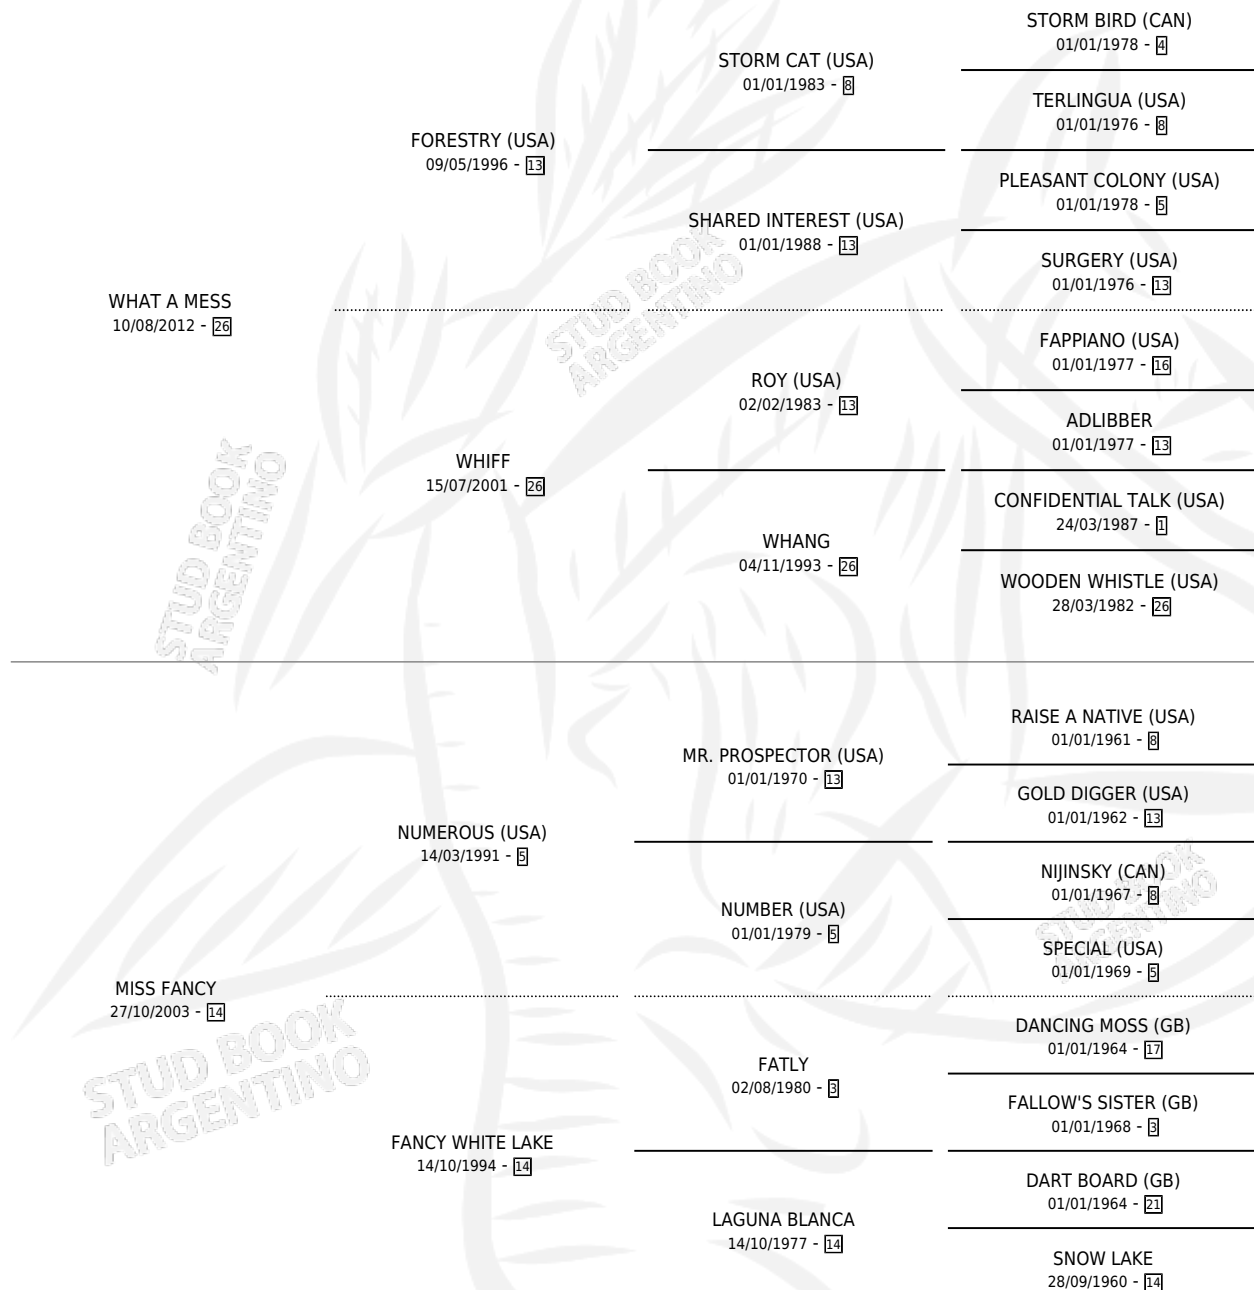 STORM BIRD (CAN)
01/01/1978 - 4
STORM CAT (USA)
01/01/1983 - 8
TERLINGUA (USA)
01/01/1976 - 8
FORESTRY (USA)
09/05/1996 - 13
PLEASANT COLONY (USA)
01/01/1978 - 5
SHARED INTEREST (USA)
01/01/1988 - 13
SURGERY (USA)
01/01/1976 - 13
WHAT A MESS
10/08/2012 - 26
STUD BOOK
ARGENTINO
FAPPIANO (USA)
01/01/1977 - 16
ROY (USA)
02/02/1983 - 13
ADLIBBER
01/01/1977 - 13
WHIFF
15/07/2001 - 26
CONFIDENTIAL TALK (USA)
24/03/1987 - 1
WHANG
04/11/1993 - 26
WOODEN WHISTLE (USA)
28/03/1982 - 26
STUD BOOK
ARGENTINO
RAISE A NATIVE (USA)
01/01/1961 - 8
MR. PROSPECTOR (USA)
01/01/1970 - 13
GOLD DIGGER (USA)
01/01/1962 - 13
NUMEROUS (USA)
14/03/1991 - 5
NIJINSKY (CAN)
01/01/1967 - 8
NUMBER (USA)
01/01/1979 - 5
SPECIAL (USA)
01/01/1969 - 5
STUD BOOK
ARGENTINO
MISS FANCY
27/10/2003 - 14
DANCING MOSS (GB)
01/01/1964 - 17
FATLY
02/08/1980 - 3
FALLOW'S SISTER (GB)
01/01/1968 - 3
STUD BOOK
ARGENTINO
FANCY WHITE LAKE
14/10/1994 - 14
DART BOARD (GB)
01/01/1964 - 21
LAGUNA BLANCA
14/10/1977 - 14
SNOW LAKE
28/09/1960 - 14